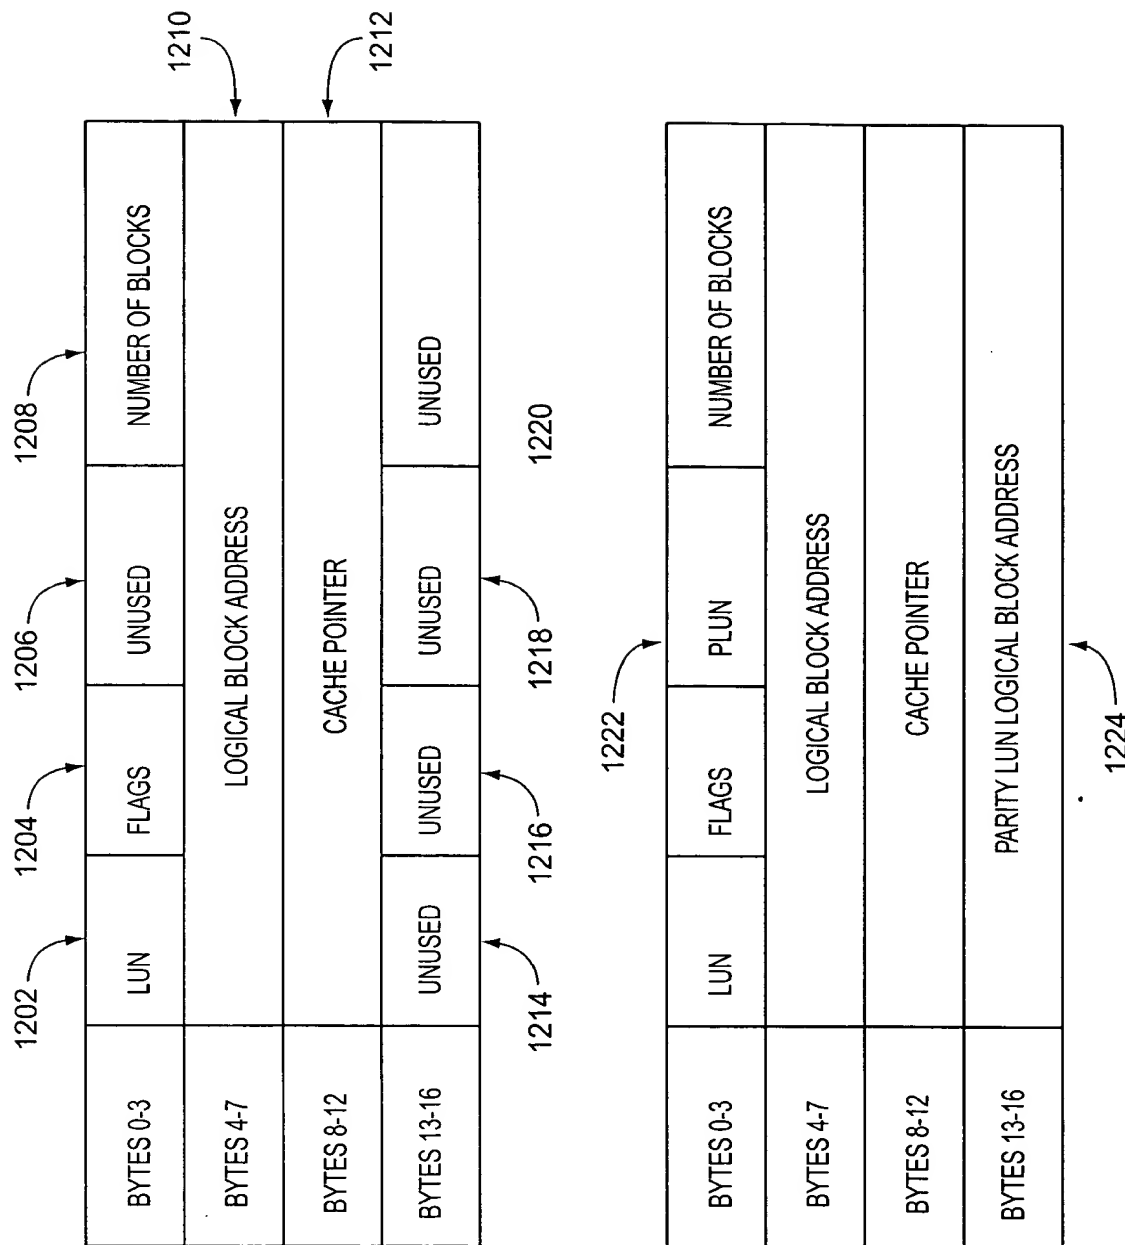 1202
1204
1206
1208
BYTES 0-3
LUN
FLAGS
UNUSED
NUMBER OF BLOCKS
1210
BYTES 4-7
LOGICAL BLOCK ADDRESS
1212
BYTES 8-12
CACHE POINTER
BYTES 13-16
UNUSED
UNUSED
UNUSED
UNUSED
1214
1216
1218
1220
1222
BYTES 0-3
LUN
FLAGS
PLUN
NUMBER OF BLOCKS
BYTES 4-7
LOGICAL BLOCK ADDRESS
BYTES 8-12
CACHE POINTER
BYTES 13-16
PARITY LUN LOGICAL BLOCK ADDRESS
1224